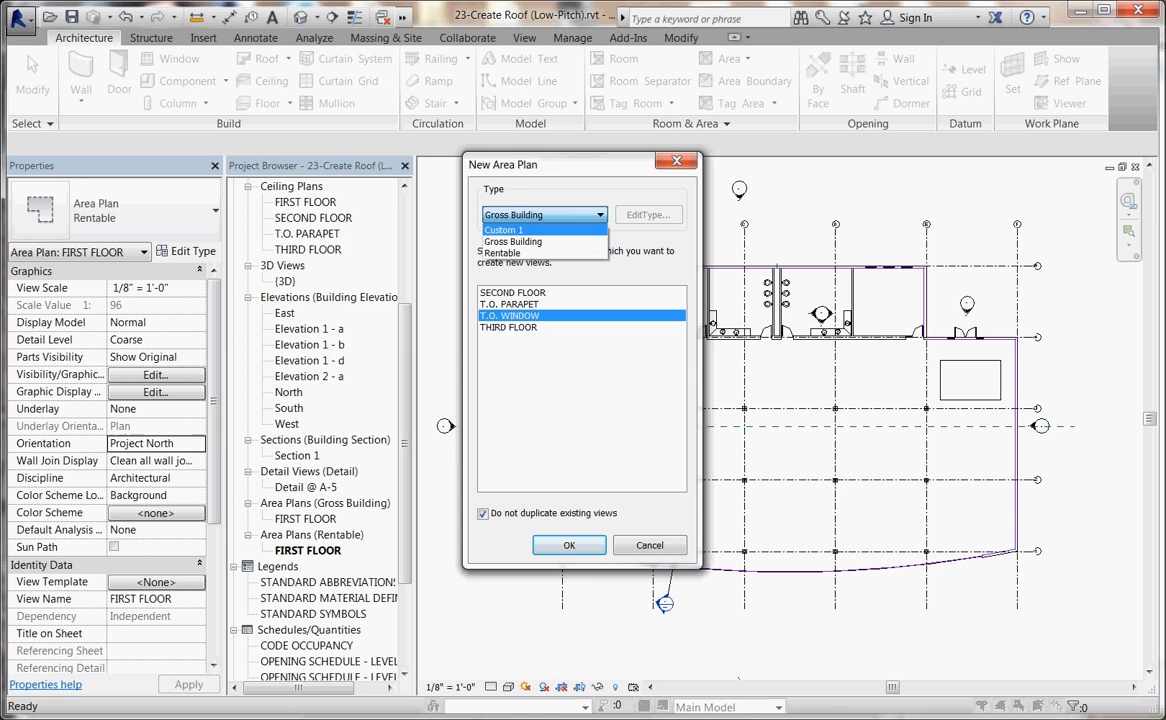 23-Create Roof (Low-Pitch).rvt - ...
Type a keyword or phrase
Sign In
Architecture
Structure
Insert
Annotate
Analyze
Massing & Site
Collaborate
View
Manage
Add-Ins
Modify
Modify
Wall
Door
Window
Component
Column
Roof
Ceiling
Floor
Curtain System
Curtain Grid
Mullion
Railing
Ramp
Stair
Model Text
Model Line
Model Group
Room
Room Separator
Tag Room
Area
Area Boundary
Tag Area
By Face
Shaft
Wall
Vertical
Dormer
Level
Grid
Set
Show
Ref Plane
Viewer
Select
Build
Circulation
Model
Room & Area
Opening
Datum
Work Plane
Properties
Area Plan
Rentable
Area Plan: FIRST FLOOR
Edit Type
Graphics
View Scale 1/8" = 1'-0"
Scale Value 1: 96
Display Model Normal
Detail Level Coarse
Parts Visibility Show Original
Visibility/Graphic... Edit...
Graphic Display ... Edit...
Underlay None
Underlay Orienta... Plan
Orientation Project North
Wall Join Display Clean all wall jo...
Discipline Architectural
Color Scheme Lo... Background
Color Scheme <none>
Default Analysis ... None
Sun Path
Identity Data
View Template <None>
View Name FIRST FLOOR
Dependency Independent
Title on Sheet
Referencing Sheet
Referencing Detail
Properties help
Apply
Project Browser - 23-Create Roof (L...
Ceiling Plans
FIRST FLOOR
SECOND FLOOR
T.O. PARAPET
THIRD FLOOR
3D Views
{3D}
Elevations (Building Elevatio
East
Elevation 1 - a
Elevation 1 - b
Elevation 1 - d
Elevation 2 - a
North
South
West
Sections (Building Section)
Section 1
Detail Views (Detail)
Detail @ A-5
Area Plans (Gross Building)
FIRST FLOOR
Area Plans (Rentable)
FIRST FLOOR
Legends
STANDARD ABBREVIATIONS
STANDARD MATERIAL DEFIN
STANDARD SYMBOLS
Schedules/Quantities
CODE OCCUPANCY
OPENING SCHEDULE - LEVEL
OPENING SCHEDULE - LEVEL
New Area Plan
Type
Gross Building
EditType...
Custom 1
Gross Building
Rentable
hich you want to
create new views.
SECOND FLOOR
T.O. PARAPET
T.O. WINDOW
THIRD FLOOR
Do not duplicate existing views
OK
Cancel
1/8" = 1'-0"
Ready
:0
Main Model
:0